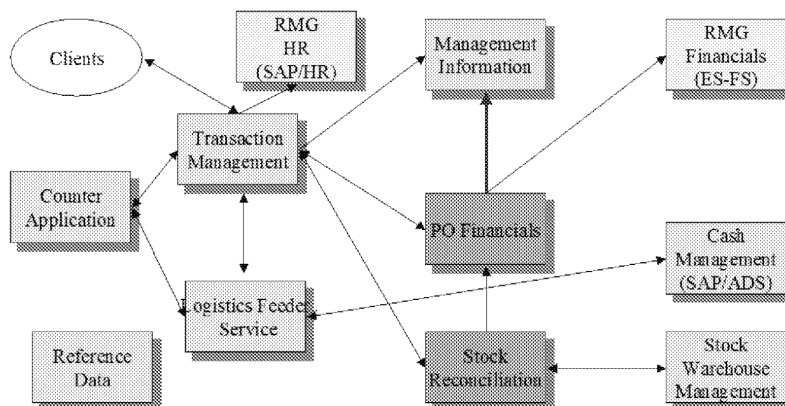 Clients
RMG
HR
(SAP/HR)
Management
Information
RMG
Financials
(ES-FS)
Transaction
Management
Counter
Application
PO Financials
Cash
Management
(SAP/ADS)
Logistics Feeder
Service
Reference
Data
Stock
Reconciliation
Stock
Warehouse
Management